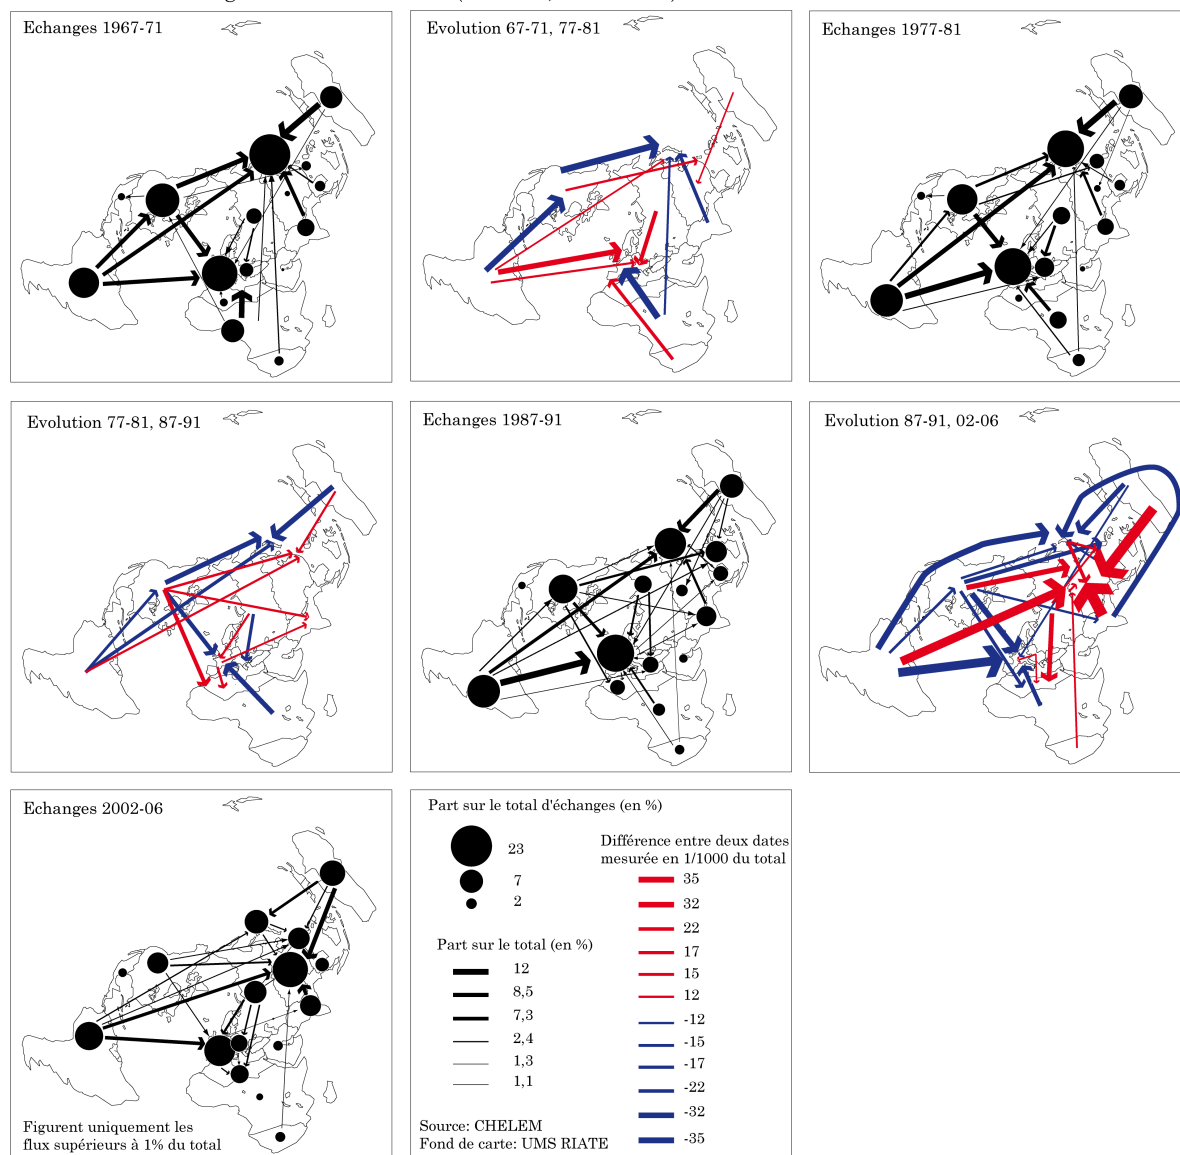 Echanges 1967-71
Evolution 67-71, 77-81
Echanges 1977-81
Evolution 77-81, 87-91
Echanges 1987-91
Evolution 87-91, 02-06
Echanges 2002-06
Figurent uniquement les
flux supérieurs à 1% du total
Part sur le total d'échanges (en %)
23
7
2
Part sur le total (en %)
12
8,5
7,3
2,4
1,3
1,1
Différence entre deux dates
mesurée en 1/1000 du total
35
32
22
17
15
12
-12
-15
-17
-22
-32
-35
Source: CHELEM
Fond de carte: UMS RIATE